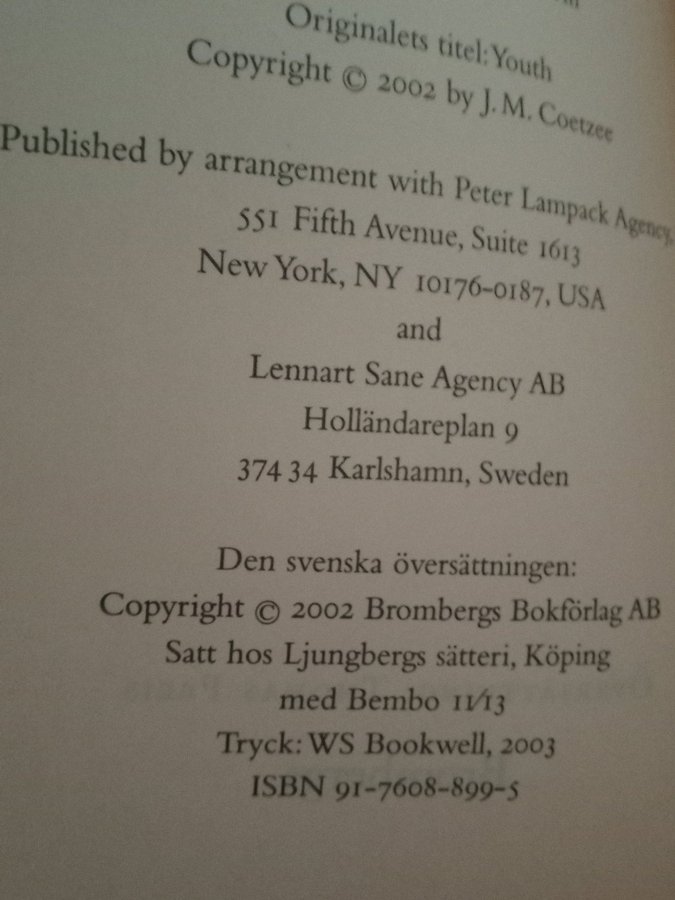 Originalets titel: Youth
Copyright © 2002 by J. M. Coetzee
Published by arrangement with Peter Lampack Agency,
551 Fifth Avenue, Suite 1613
New York, NY 10176-0187, USA
and
Lennart Sane Agency AB
Holländareplan 9
374 34 Karlshamn, Sweden
Den svenska översättningen:
Copyright © 2002 Brombergs Bokförlag AB
Satt hos Ljungbergs sätteri, Köping
med Bembo 11/13
Tryck: WS Bookwell, 2003
ISBN 91-7608-899-5